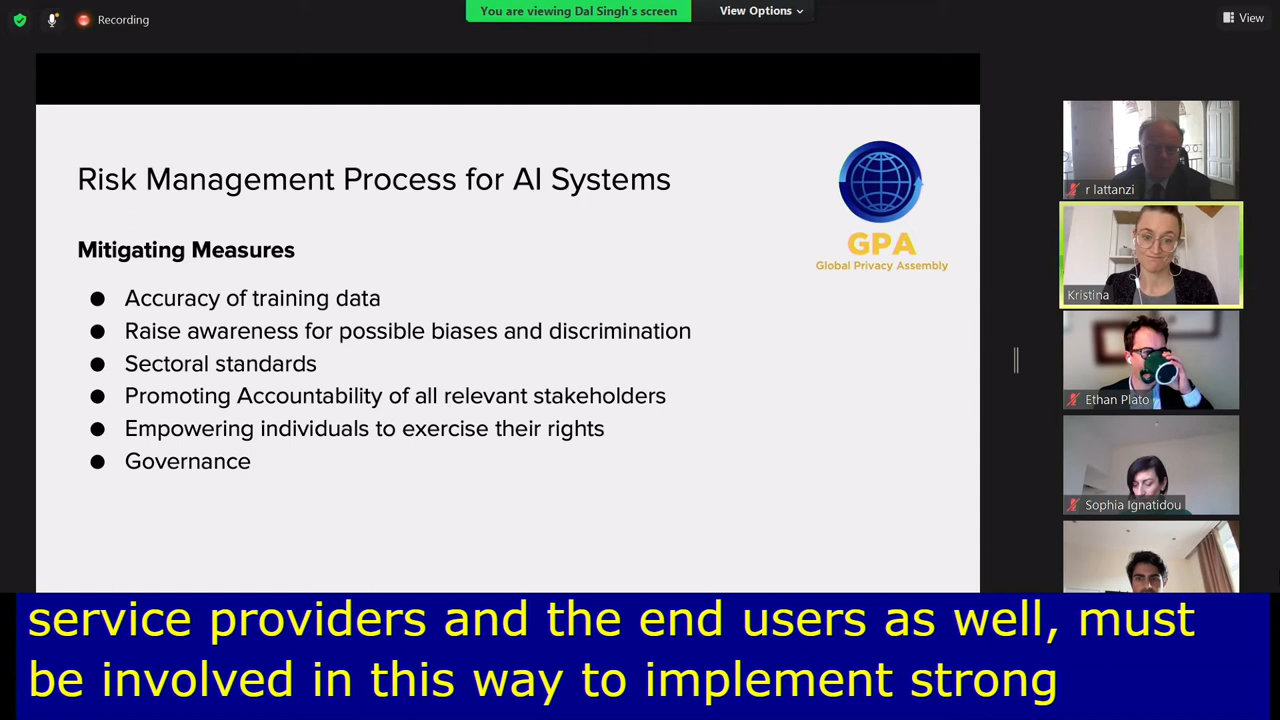 Recording
You are viewing Dal Singh's screen
View Options
View
Risk Management Process for AI Systems
GPA
Global Privacy Assembly
Mitigating Measures
● Accuracy of training data
● Raise awareness for possible biases and discrimination
● Sectoral standards
● Promoting Accountability of all relevant stakeholders
● Empowering individuals to exercise their rights
● Governance
r lattanzi
Kristina
Ethan Plato
Sophia Ignatidou
service providers and the end users as well, must
be involved in this way to implement strong